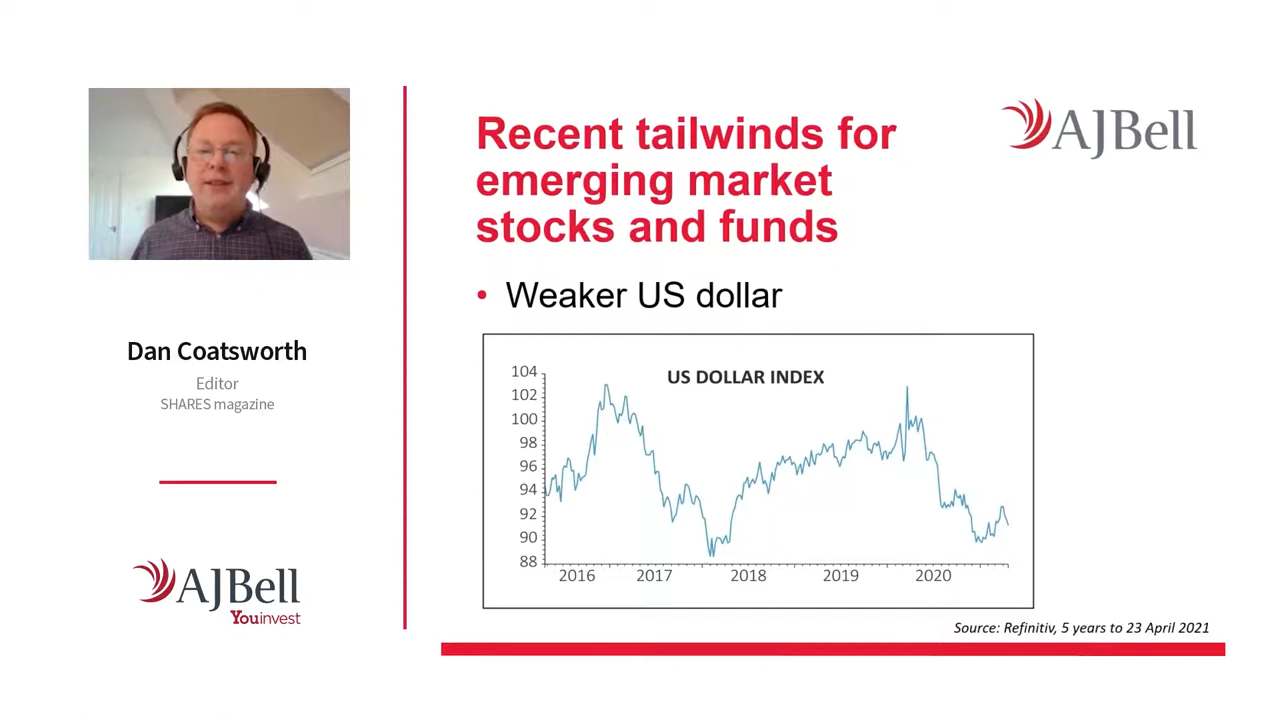 Recent tailwinds for
emerging market
stocks and funds
AJBell
• Weaker US dollar
Dan Coatsworth
Editor
SHARES magazine
AJBell
Youinvest
US DOLLAR INDEX
104
102
100
98
96
94
92
90
88
2016 2017 2018 2019 2020
Source: Refinitiv, 5 years to 23 April 2021